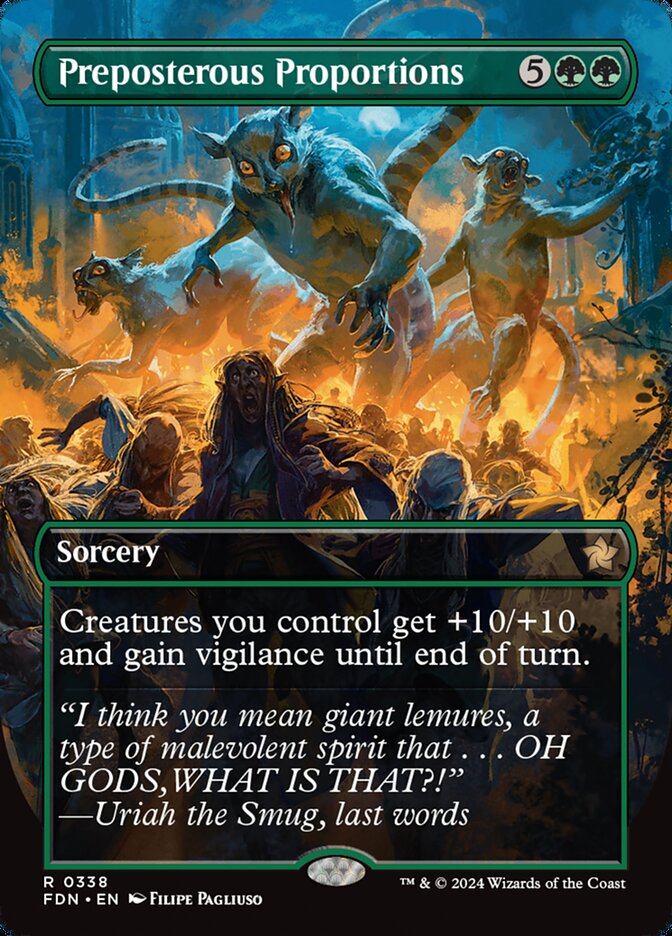 Preposterous Proportions 5
Sorcery
Creatures you control get +10/+10
and gain vigilance until end of turn.
“I think you mean giant lemures, a
type of malevolent spirit that . . . OH
GODS, WHAT IS THAT?!”
—Uriah the Smug, last words
R 0338
FDN • EN Filipe Pagliuso
™ & © 2024 Wizards of the Coast